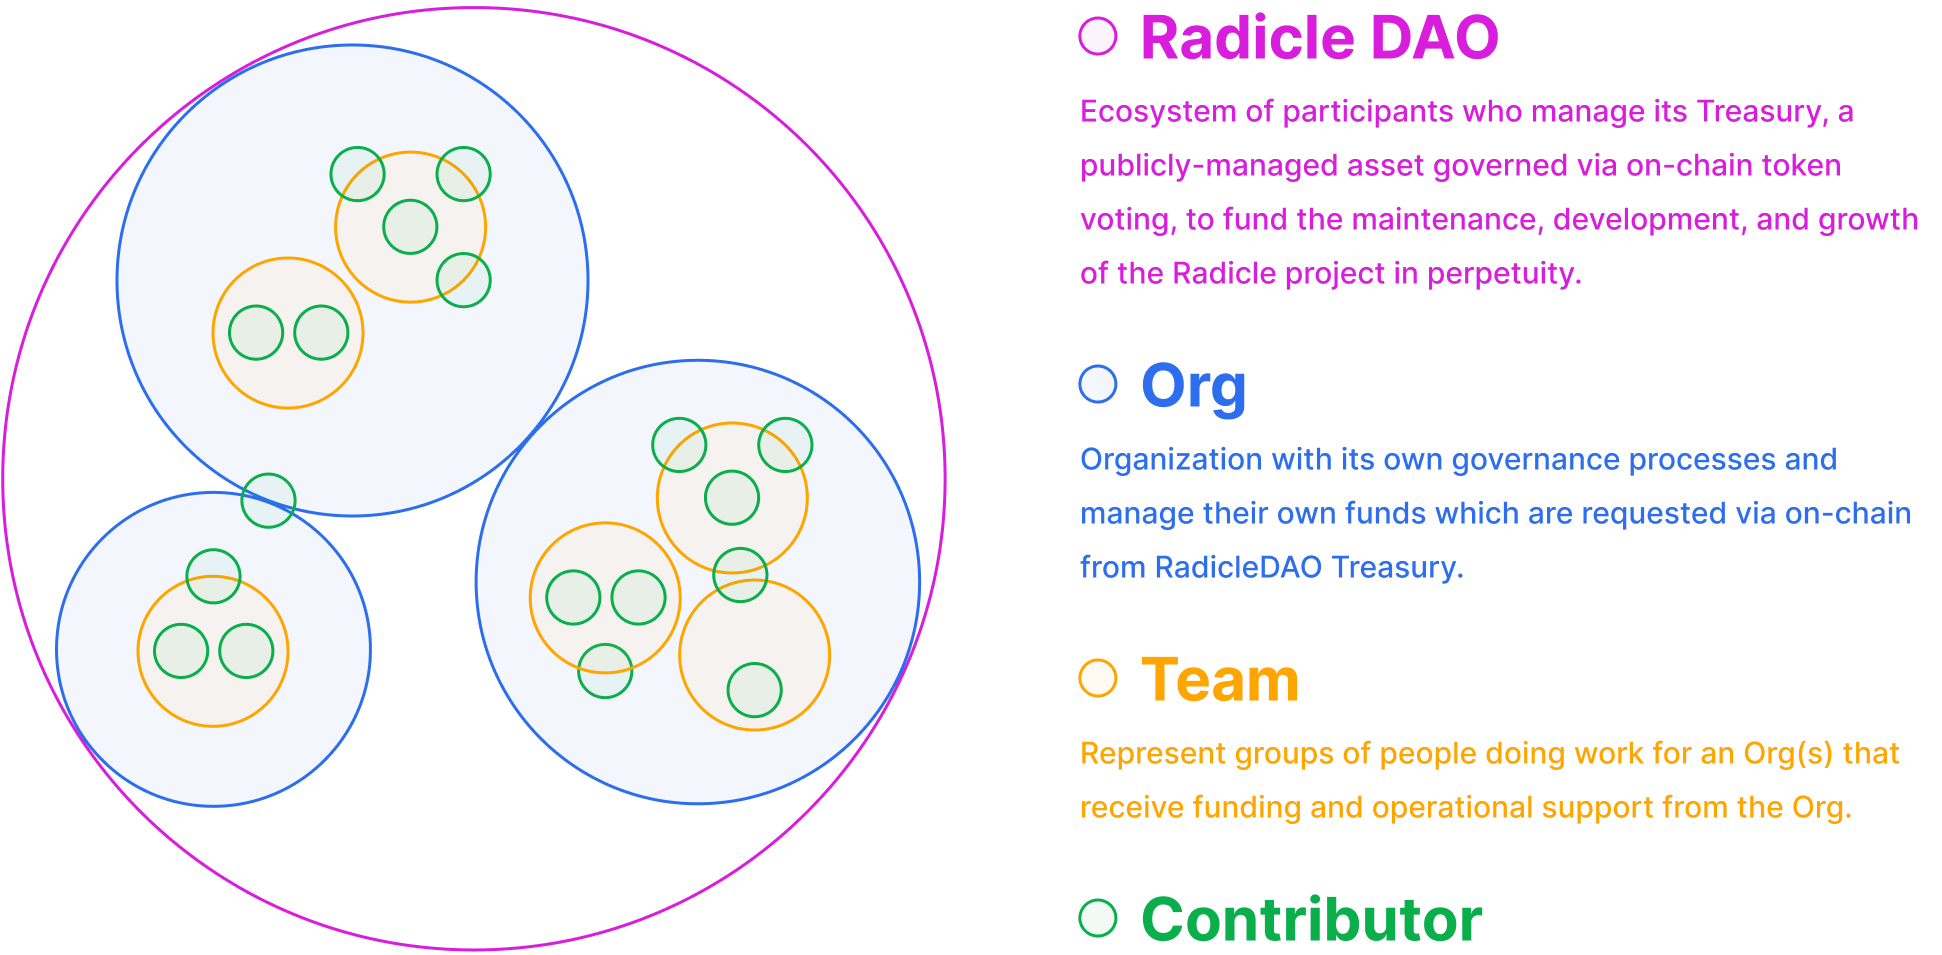 Radicle DAO
Ecosystem of participants who manage its Treasury, a
publicly-managed asset governed via on-chain token
voting, to fund the maintenance, development, and growth
of the Radicle project in perpetuity.
Org
Organization with its own governance processes and
manage their own funds which are requested via on-chain
from RadicleDAO Treasury.
Team
Represent groups of people doing work for an Org(s) that
receive funding and operational support from the Org.
Contributor